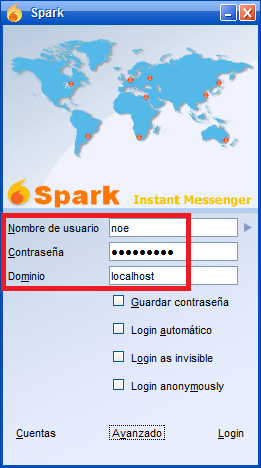 Spark
Spark Instant Messenger
Nombre de usuario noe
Contraseña ●●●●●●●●●
Dominio localhost
Guardar contraseña
Login automático
Login as invisible
Login anonymously
Cuentas Avanzado Login